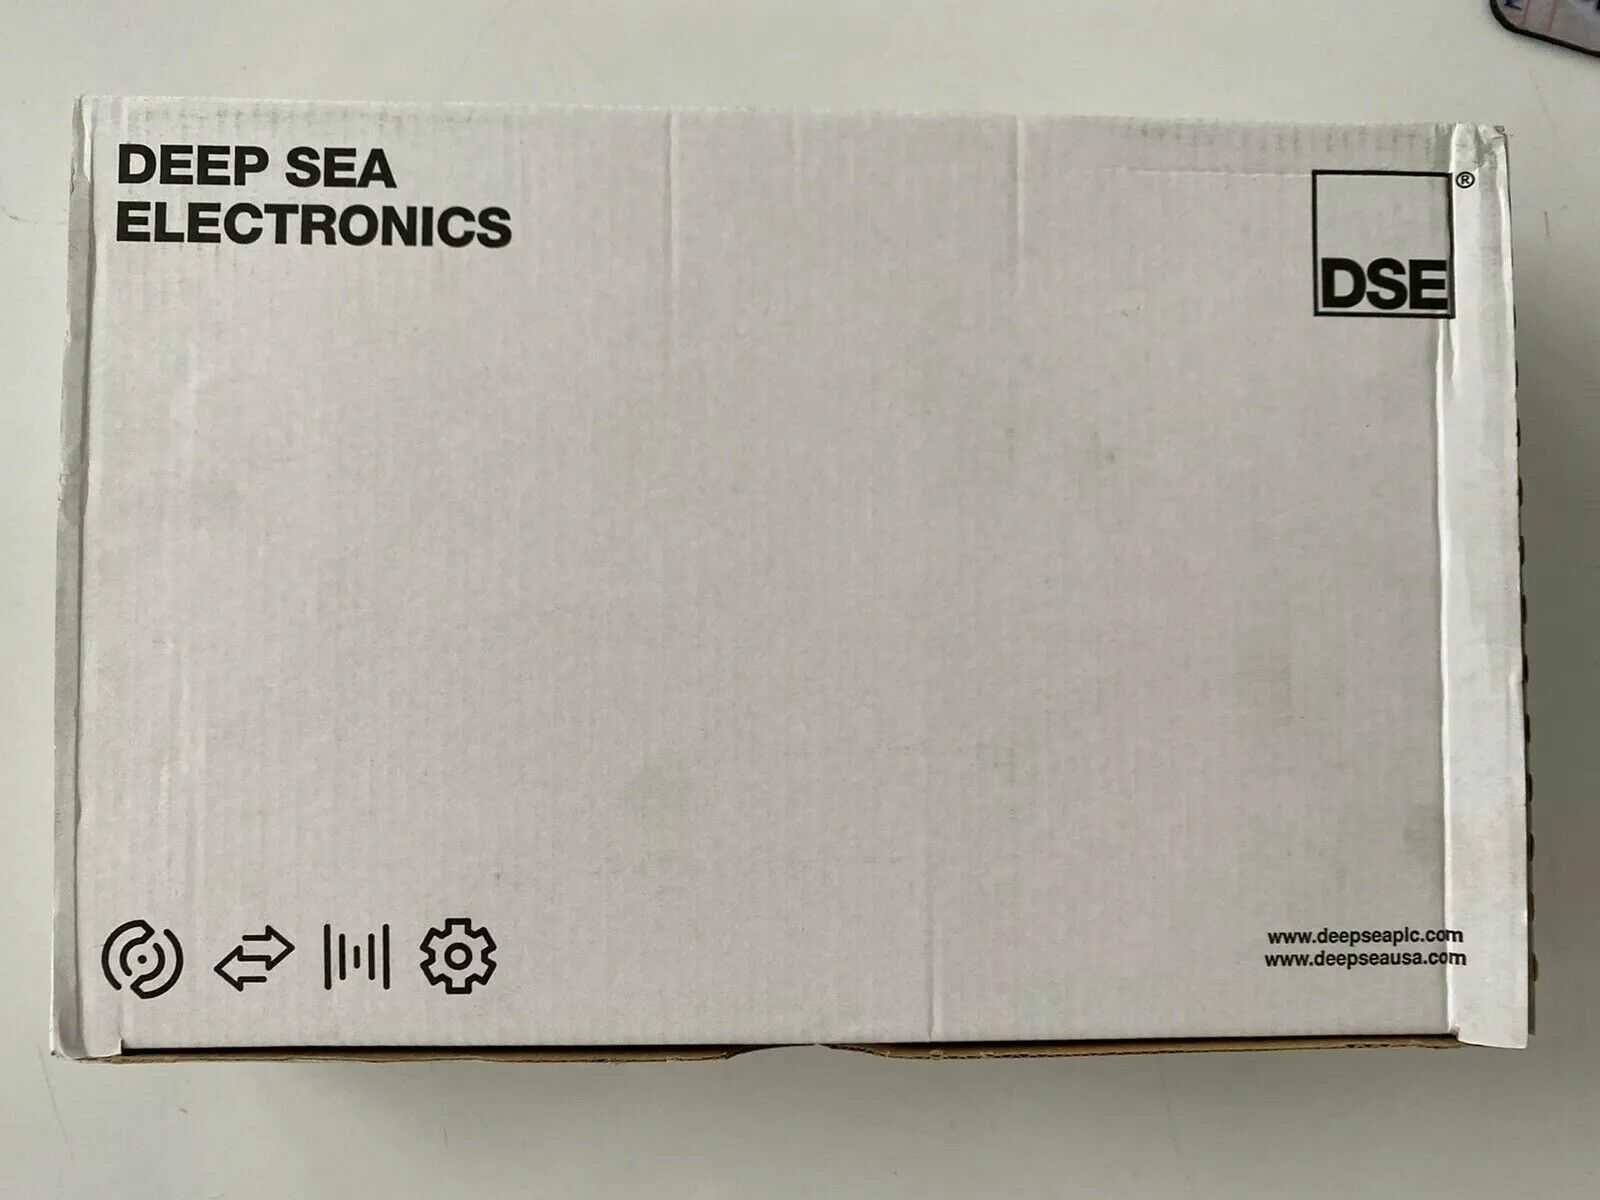 DEEP SEA
ELECTRONICS
®
DSE
www.deepseaplc.com
www.deepseausa.com